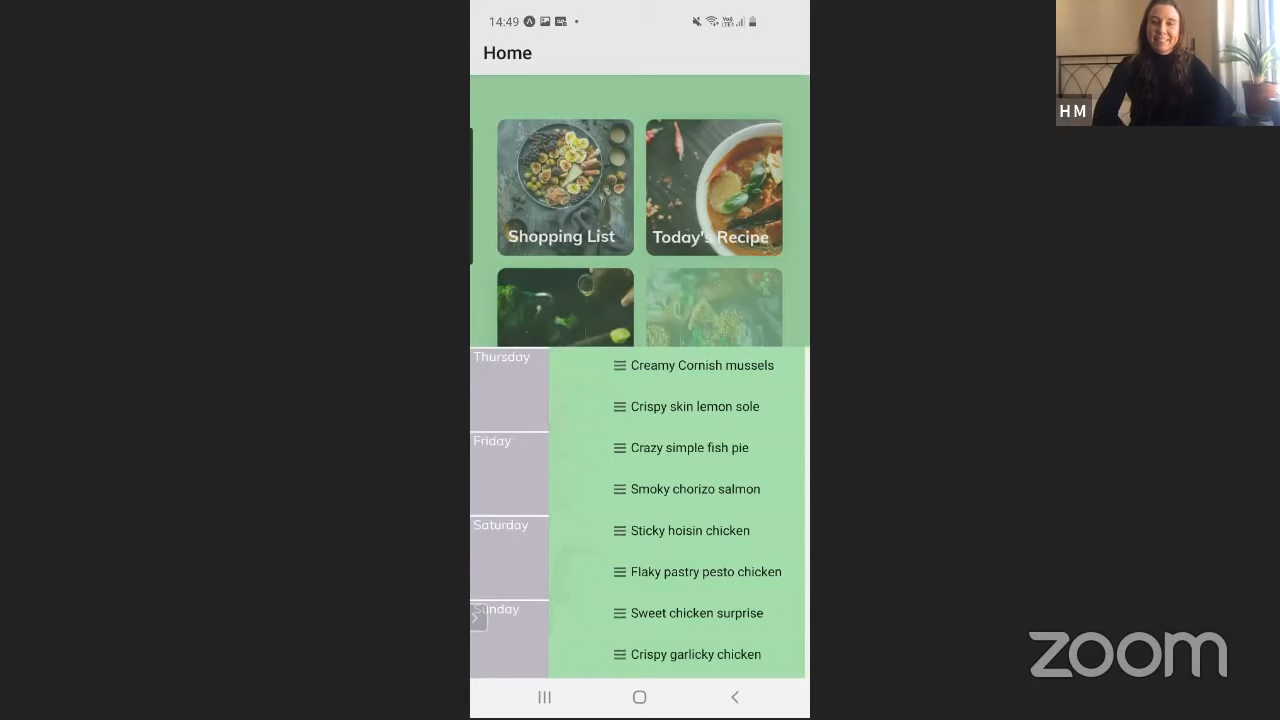 14:49
Home
Shopping List
Today's Recipe
Thursday
Friday
Saturday
Sunday
Creamy Cornish mussels
Crispy skin lemon sole
Crazy simple fish pie
Smoky chorizo salmon
Sticky hoisin chicken
Flaky pastry pesto chicken
Sweet chicken surprise
Crispy garlicky chicken
H M
zoom